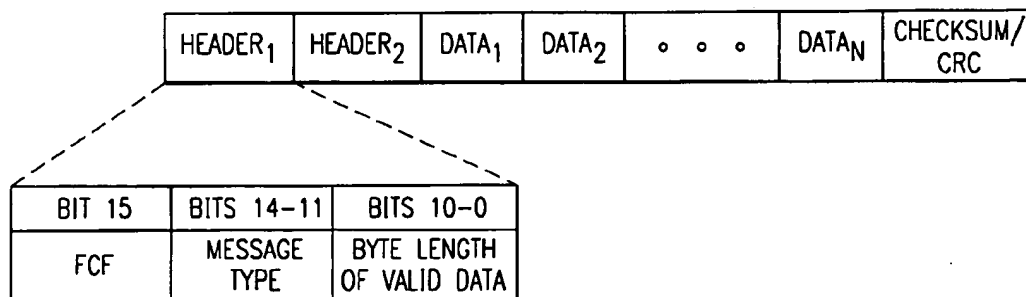 HEADER1 HEADER2 DATA1 DATA2 ∘ ∘ ∘ DATAN CHECKSUM/
CRC
BIT 15 BITS 14-11 BITS 10-0
FCF MESSAGE TYPE BYTE LENGTH OF VALID DATA